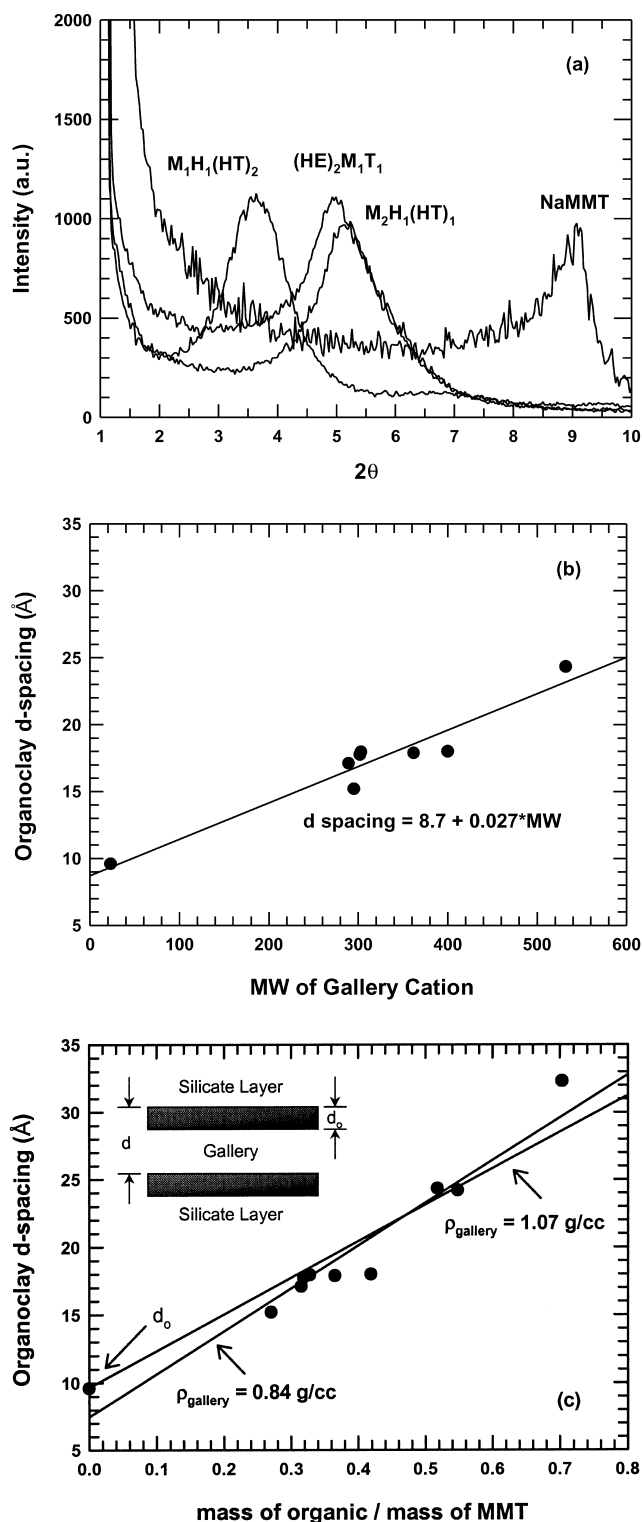 2000
(a)
1500
M₁H₁(HT)₂
(HE)₂M₁T₁
M₂H₁(HT)₁
NaMMT
1000
500
0
Intensity (a.u.)
1 2 3 4 5 6 7 8 9 10
2θ
35
(b)
30
25
20
15
10
5
Organoclay d-spacing (Å)
d spacing = 8.7 + 0.027*MW
0 100 200 300 400 500 600
MW of Gallery Cation
35
30
25
20
15
10
5
Organoclay d-spacing (Å)
Silicate Layer
d
dₒ
Gallery
Silicate Layer
ρgallery = 1.07 g/cc
dₒ
ρgallery = 0.84 g/cc
(c)
0.0 0.1 0.2 0.3 0.4 0.5 0.6 0.7 0.8
mass of organic / mass of MMT